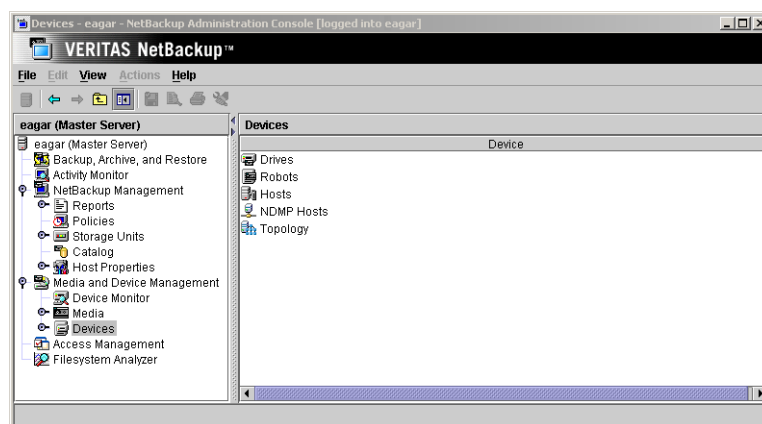 Devices - eagar - NetBackup Administration Console [logged into eagar]
VERITAS NetBackup™
File Edit View Actions Help
eagar (Master Server)
Devices
eagar (Master Server)
Backup, Archive, and Restore
Activity Monitor
NetBackup Management
Reports
Policies
Storage Units
Catalog
Host Properties
Media and Device Management
Device Monitor
Media
Devices
Access Management
Filesystem Analyzer
Device
Drives
Robots
Hosts
NDMP Hosts
Topology